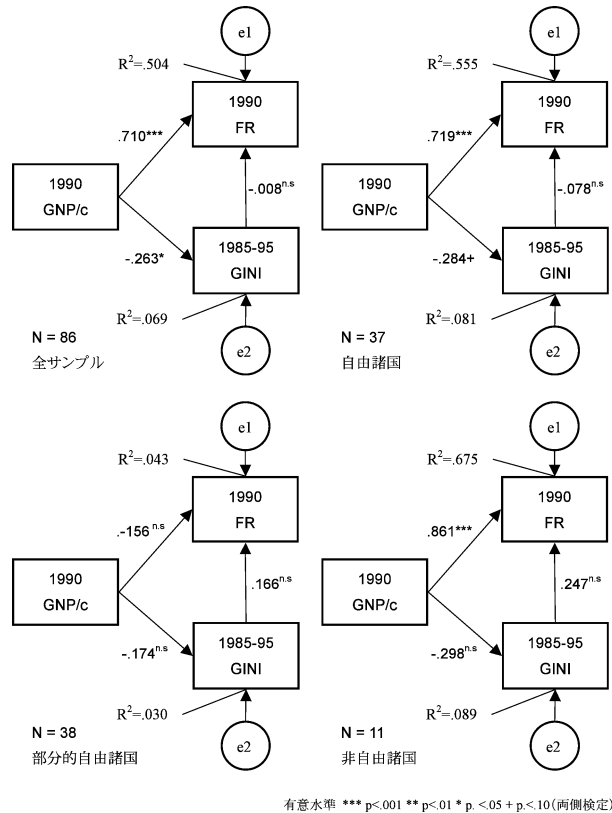 e1
R²=.504
1990
FR
.710***
1990
GNP/c
-.008n.s
-.263*
1985-95
GINI
R²=.069
N = 86
全サンプル
e2
e1
R²=.555
1990
FR
.719***
1990
GNP/c
-.078n.s
-.284+
1985-95
GINI
R²=.081
N = 37
自由諸国
e2
e1
R²=.043
1990
FR
.-156 n.s
1990
GNP/c
.166n.s
-.174n.s
1985-95
GINI
R²=.030
N = 38
部分的自由諸国
e2
e1
R²=.675
1990
FR
.861***
1990
GNP/c
.247n.s
-.298n.s
1985-95
GINI
R²=.089
N = 11
非自由諸国
e2
有意水準 *** p<.001 ** p<.01 * p. <.05 + p.<.10(両側検定)